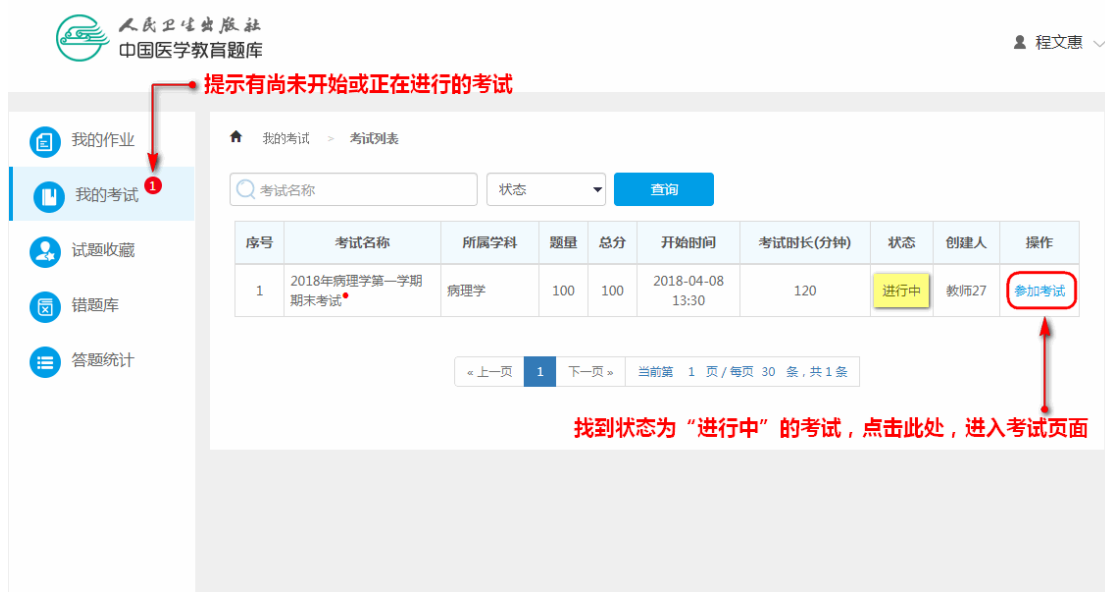 人民卫生出版社
中国医学教育题库
程文惠
提示有尚未开始或正在进行的考试
我的作业
我的考试 1
试题收藏
错题库
答题统计
我的考试 > 考试列表
考试名称 状态 查询
序号 考试名称 所属学科 题量 总分 开始时间 考试时长(分钟) 状态 创建人 操作
1 2018年病理学第一学期期末考试 病理学 100 100 2018-04-08 13:30 120 进行中 教师27 参加考试
« 上一页 1 下一页 » 当前第 1 页 / 每页 30 条 , 共 1 条
找到状态为“进行中”的考试，点击此处，进入考试页面